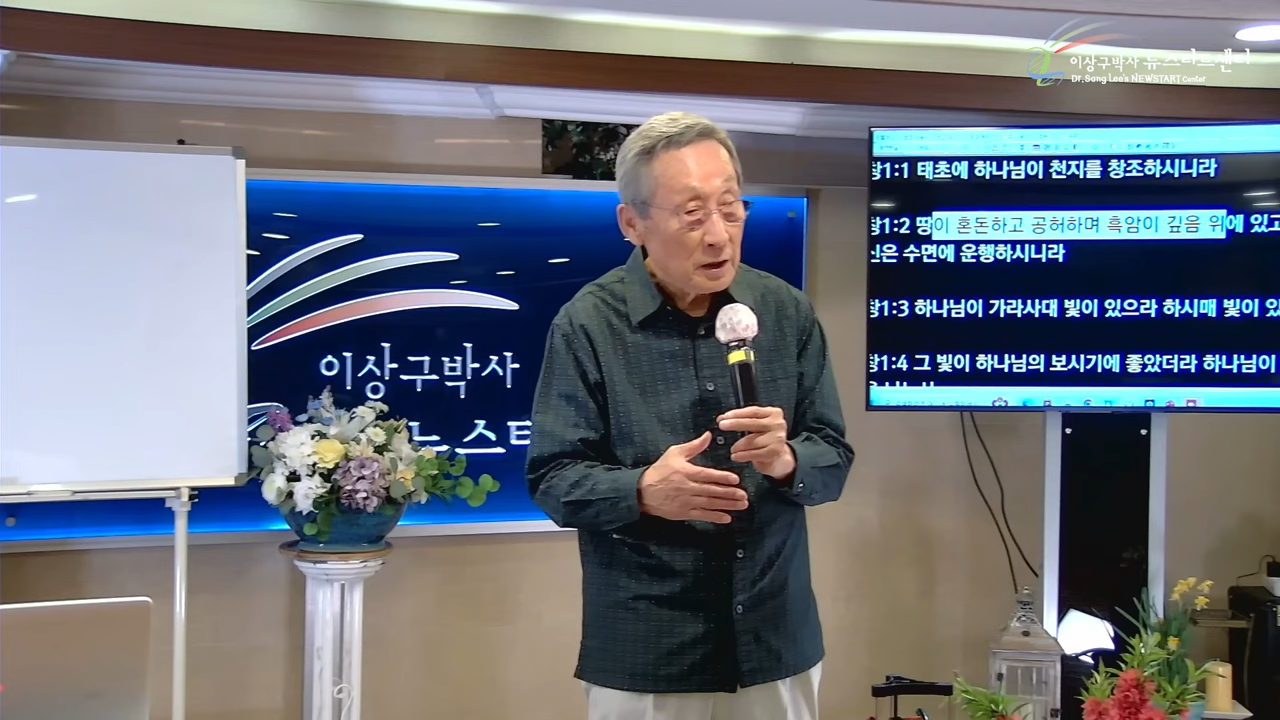 이상구박사 뉴스타트센터
Dr. Sang Lee's NEWSTART Center
창1:1 태초에 하나님이 천지를 창조하시니라
창1:2 땅이 혼돈하고 공허하며 흑암이 깊음 위에 있고
신은 수면에 운행하시니라
창1:3 하나님이 가라사대 빛이 있으라 하시매 빛이 있
창1:4 그 빛이 하나님의 보시기에 좋았더라 하나님이
이상구박사
뉴스타